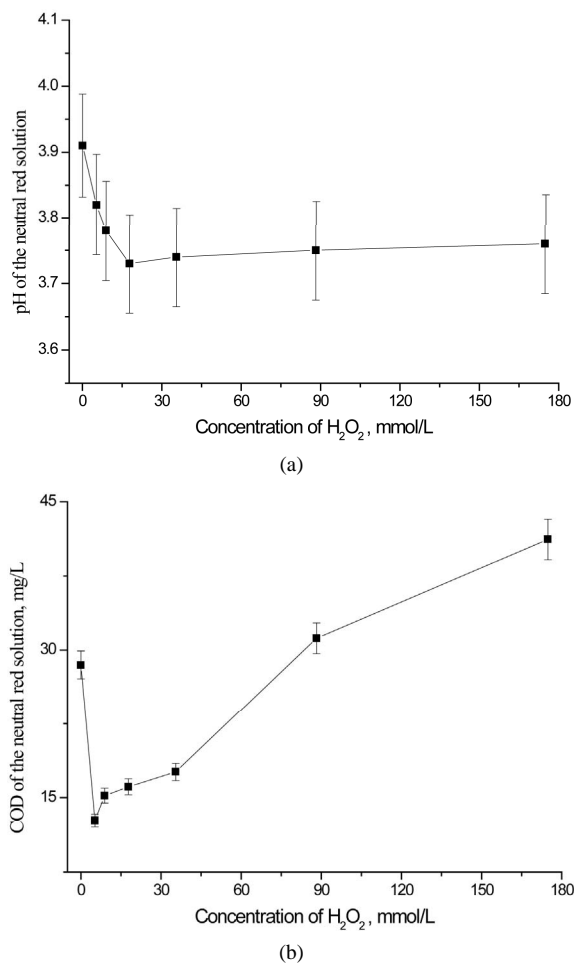 4.1
4.0
3.9
3.8
3.7
3.6
pH of the neutral red solution
0 30 60 90 120 150 180
Concentration of H₂O₂, mmol/L
(a)
45
30
15
COD of the neutral red solution, mg/L
0 30 60 90 120 150 180
Concentration of H₂O₂, mmol/L
(b)